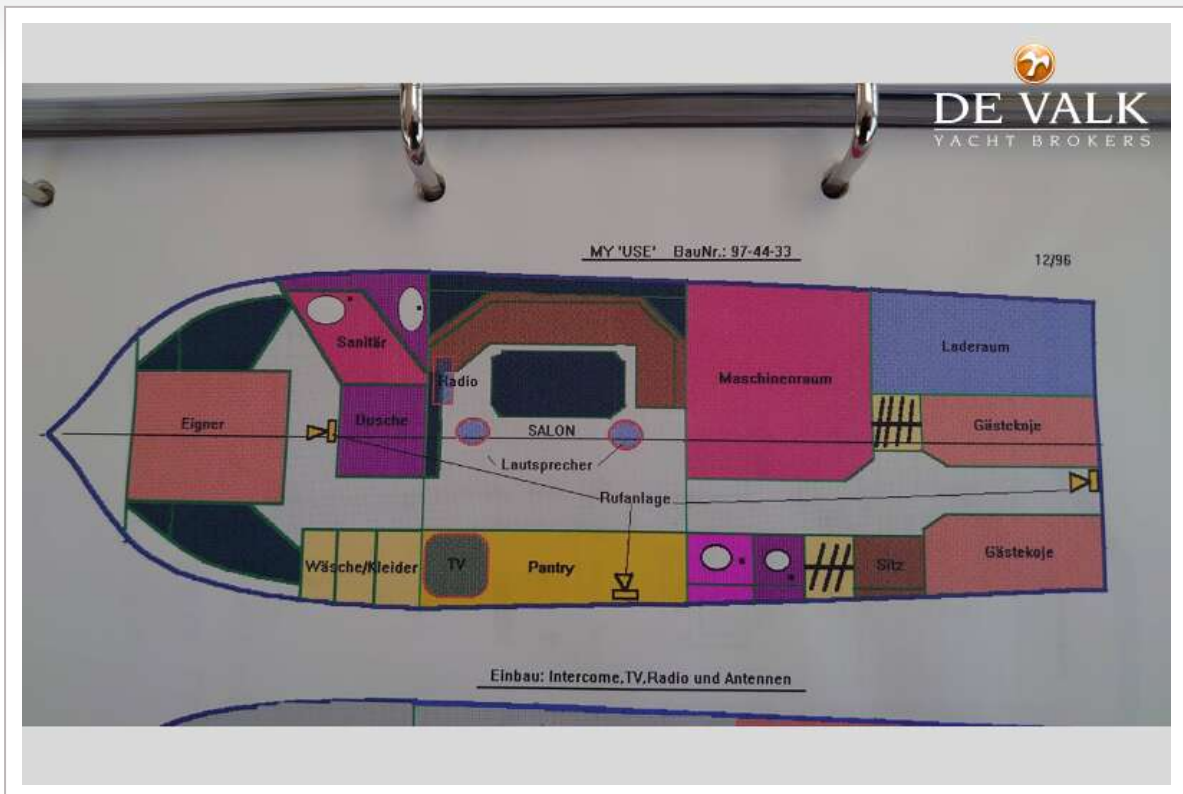 DE VALK
YACHT BROKERS
MY 'USE' BauNr.: 97-44-33
12/96
Sanitär
Laderaum
Radio
Maschinenraum
Eigner
Dusche
SALON
Gästekoje
Lautsprecher
Rufanlage
Wäsche/Kleider
TV
Pantry
Sitz
Gästekoje
Einbau: Intercome,TV,Radio und Antennen